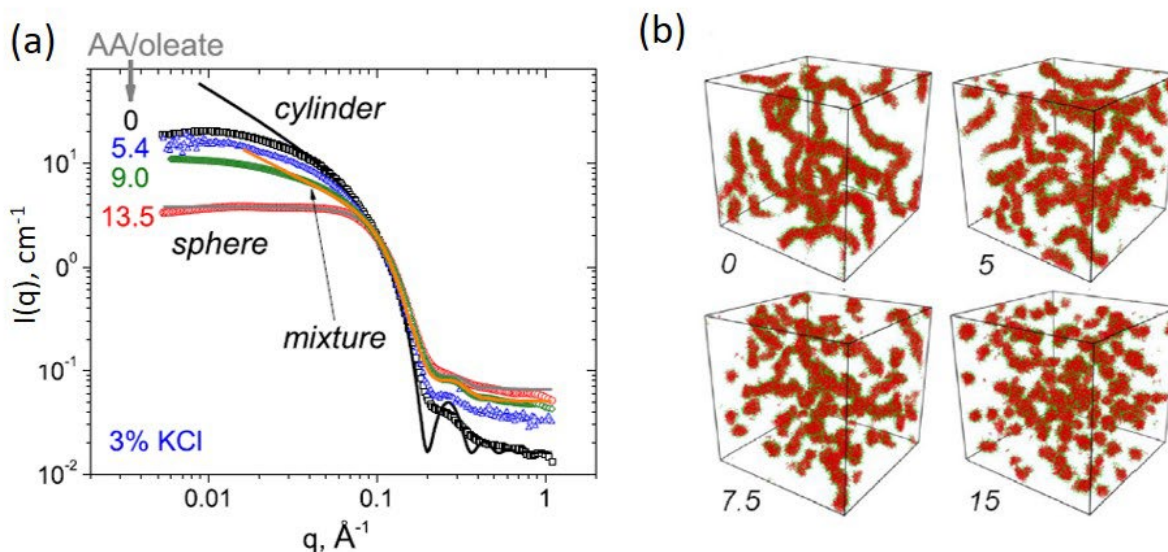 (a)
AA/oleate
0
5.4
9.0
13.5
cylinder
sphere
mixture
3% KCl
I(q), cm⁻¹
10¹
10⁰
10⁻¹
10⁻²
0.01
0.1
1
q, Å⁻¹
(b)
0
5
7.5
15